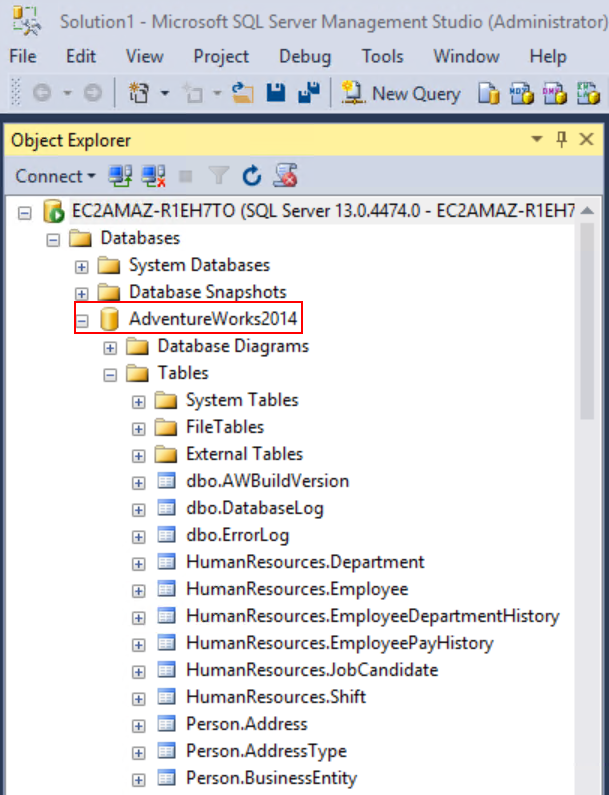 Solution1 - Microsoft SQL Server Management Studio (Administrator)
File Edit View Project Debug Tools Window Help
New Query
Object Explorer
Connect
EC2AMAZ-R1EH7TO (SQL Server 13.0.4474.0 - EC2AMAZ-R1EH7
Databases
System Databases
Database Snapshots
AdventureWorks2014
Database Diagrams
Tables
System Tables
FileTables
External Tables
dbo.AWBuildVersion
dbo.DatabaseLog
dbo.ErrorLog
HumanResources.Department
HumanResources.Employee
HumanResources.EmployeeDepartmentHistory
HumanResources.EmployeePayHistory
HumanResources.JobCandidate
HumanResources.Shift
Person.Address
Person.AddressType
Person.BusinessEntity